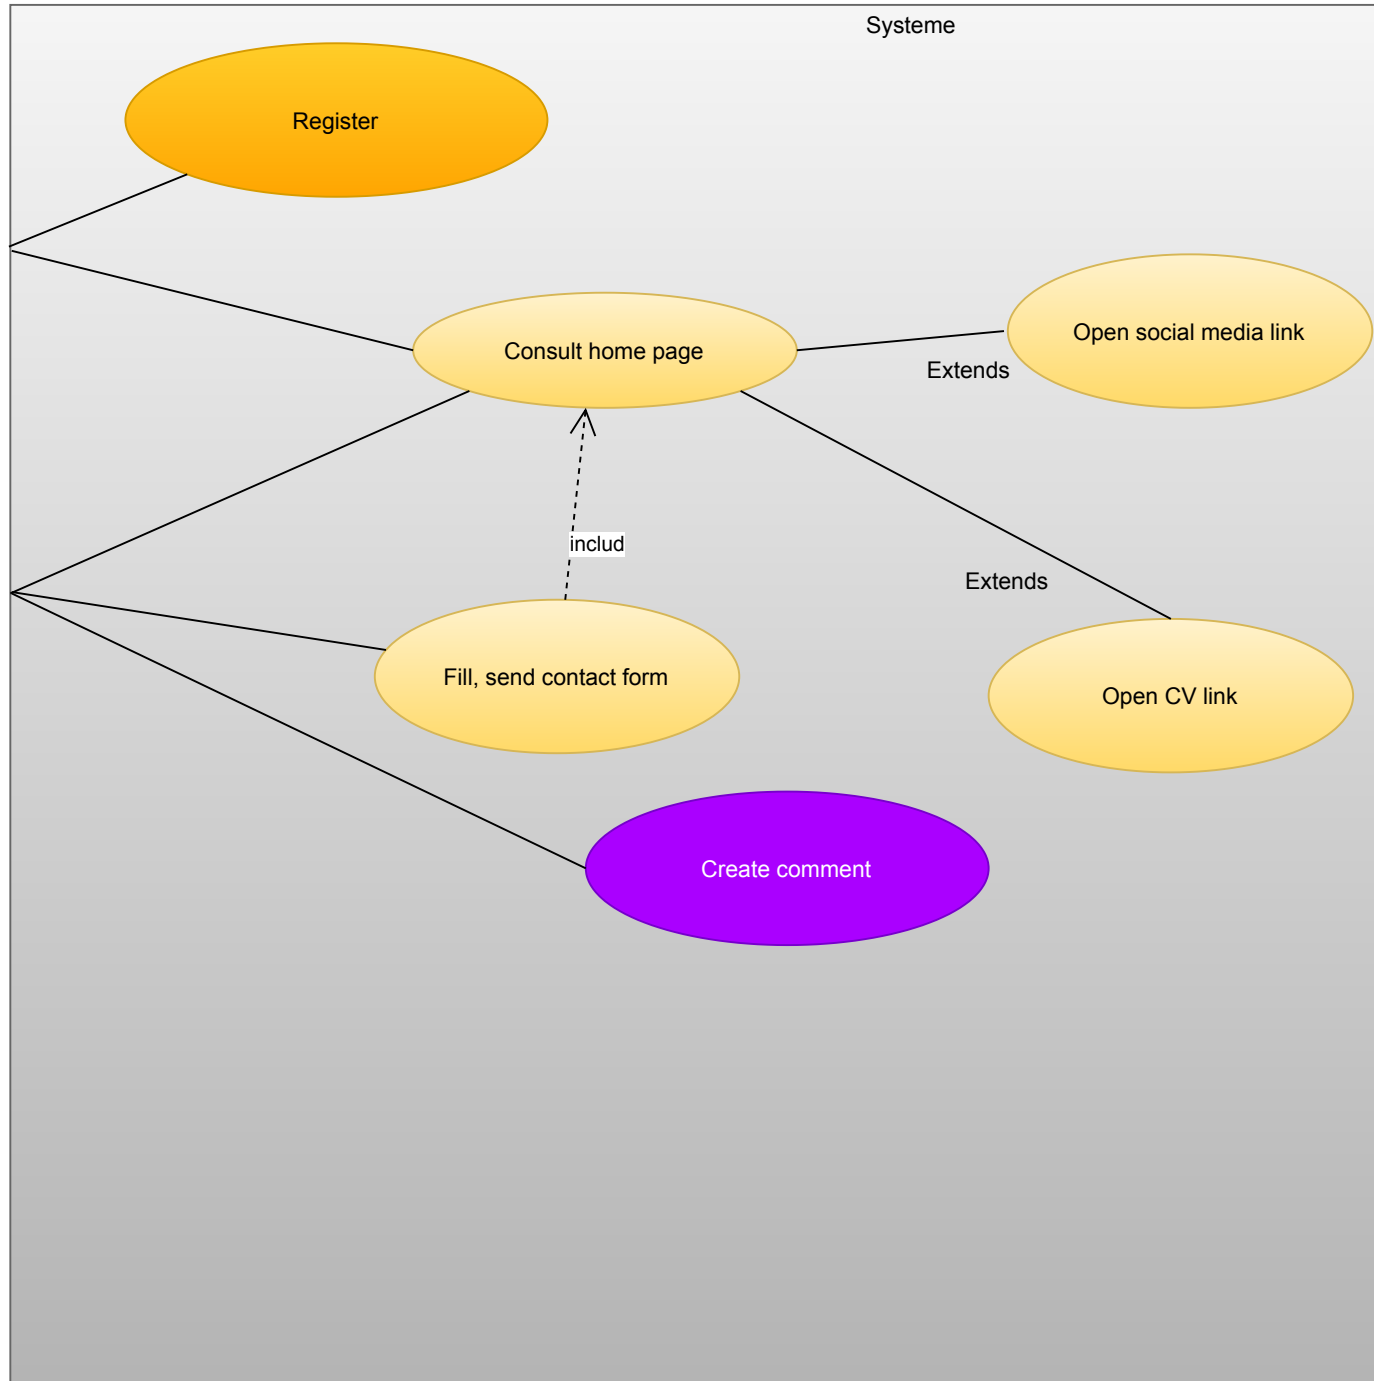 Systeme
Register
Open social media link
Consult home page
Extends
includ
Extends
Fill, send contact form
Open CV link
Create comment